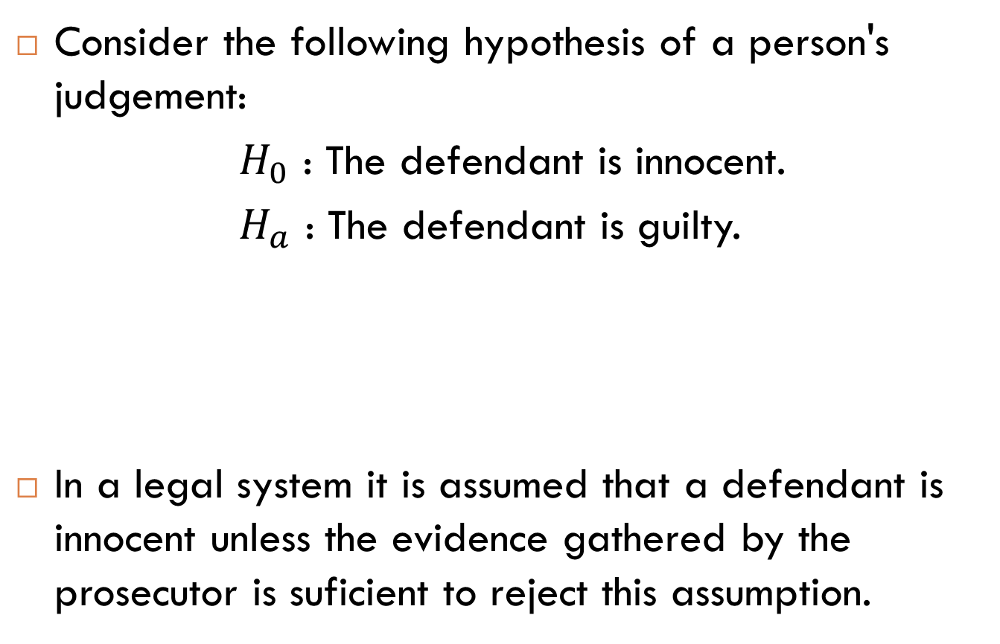 □ Consider the following hypothesis of a person's
judgement:
H₀ : The defendant is innocent.
Hₐ : The defendant is guilty.
□ In a legal system it is assumed that a defendant is
innocent unless the evidence gathered by the
prosecutor is suficient to reject this assumption.